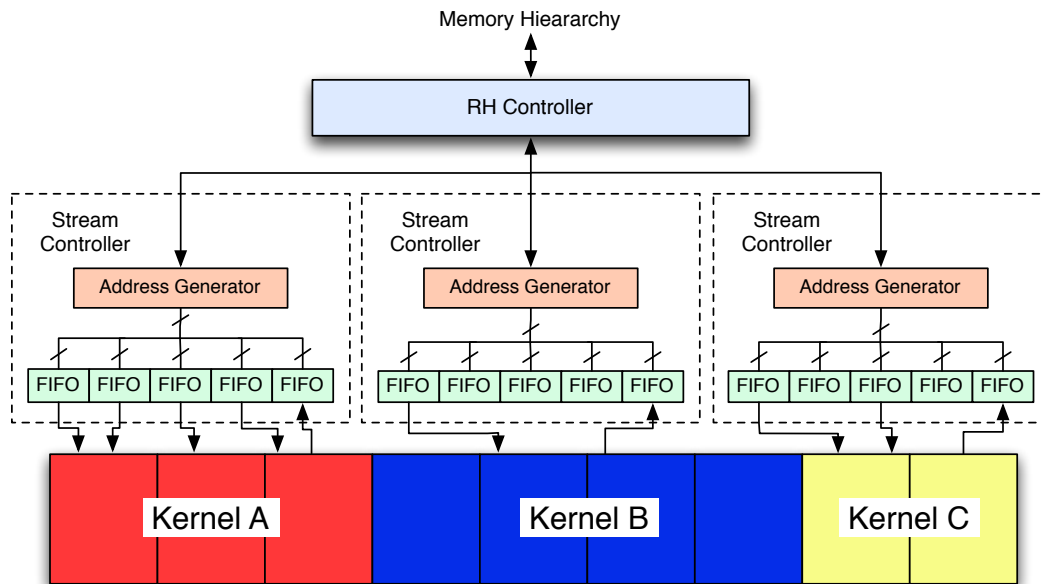 Memory Hieararchy
RH Controller
Stream
Controller
Stream
Controller
Stream
Controller
Address Generator
Address Generator
Address Generator
FIFO FIFO FIFO FIFO FIFO
FIFO FIFO FIFO FIFO FIFO
FIFO FIFO FIFO FIFO FIFO
Kernel A
Kernel B
Kernel C